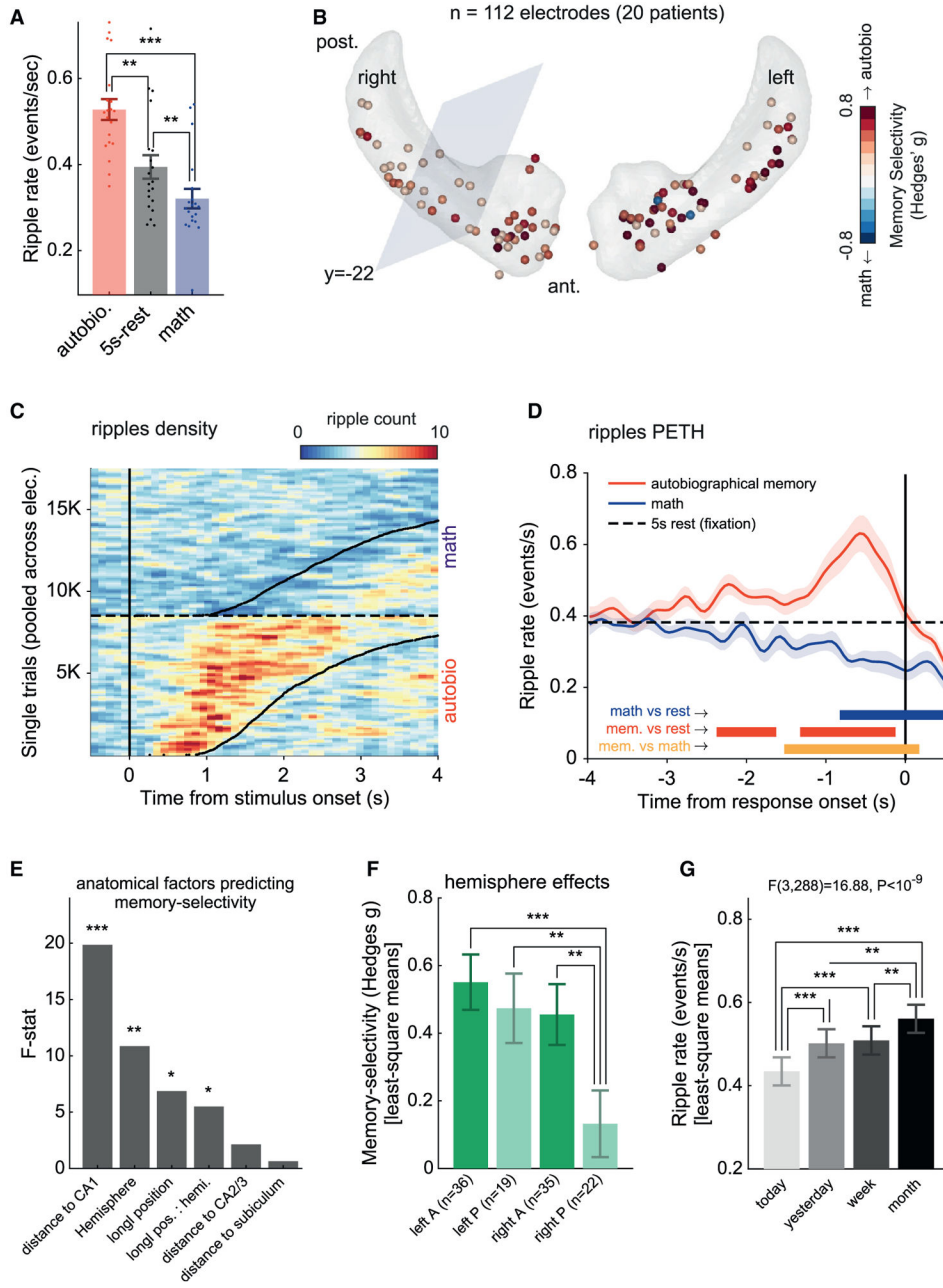 A
Ripple rate (events/sec)
0.6
0.4
0.2
***
**
**
autobio.
5s-rest
math
B
n = 112 electrodes (20 patients)
post.
right
left
y=-22
ant.
0.8
-0.8
math ← → autobio
Memory Selectivity
(Hedges' g)
C
ripples density
ripple count
0
10
Single trials (pooled across elec.)
15K
10K
5K
math
autobio
0
1
2
3
4
Time from stimulus onset (s)
D
ripples PETH
Ripple rate (events/s)
0.8
0.6
0.4
0.2
0
autobiographical memory
math
5s rest (fixation)
math vs rest →
mem. vs rest →
mem. vs math →
-4
-3
-2
-1
0
Time from response onset (s)
E
anatomical factors predicting
memory-selectivity
F-stat
20
15
10
5
0
***
**
*
*
distance to CA1
Hemisphere
longl position
longl pos. : hemi.
distance to CA2/3
distance to subiculum
F
hemisphere effects
Memory-selectivity (Hedges g)
[least-square means]
0.8
0.6
0.4
0.2
0
***
**
**
left A (n=36)
left P (n=19)
right A (n=35)
right P (n=22)
G
F(3,288)=16.88, P<10⁻⁹
Ripple rate (events/s)
[least-square means]
0.8
0.6
0.4
0.2
***
**
***
**
***
today
yesterday
week
month